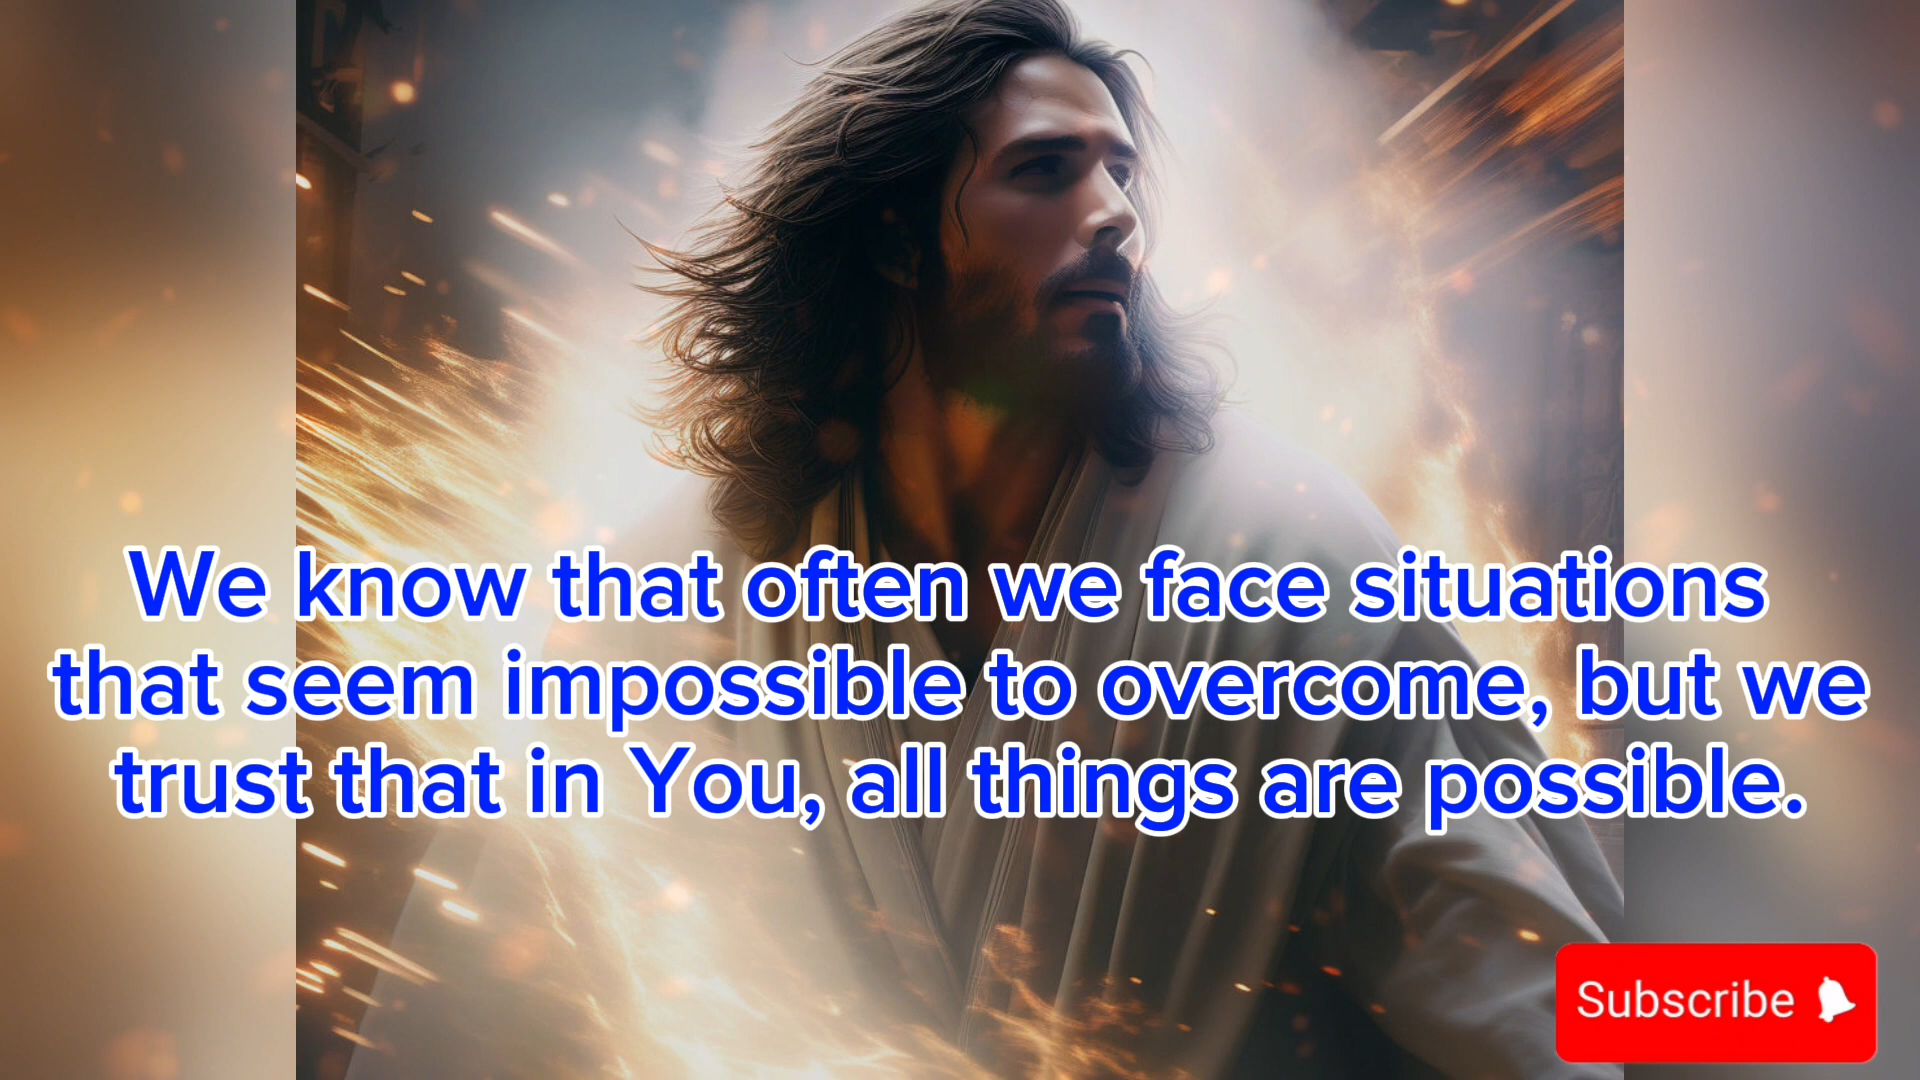 We know that often we face situations
that seem impossible to overcome, but we
trust that in You, all things are possible.
Subscribe